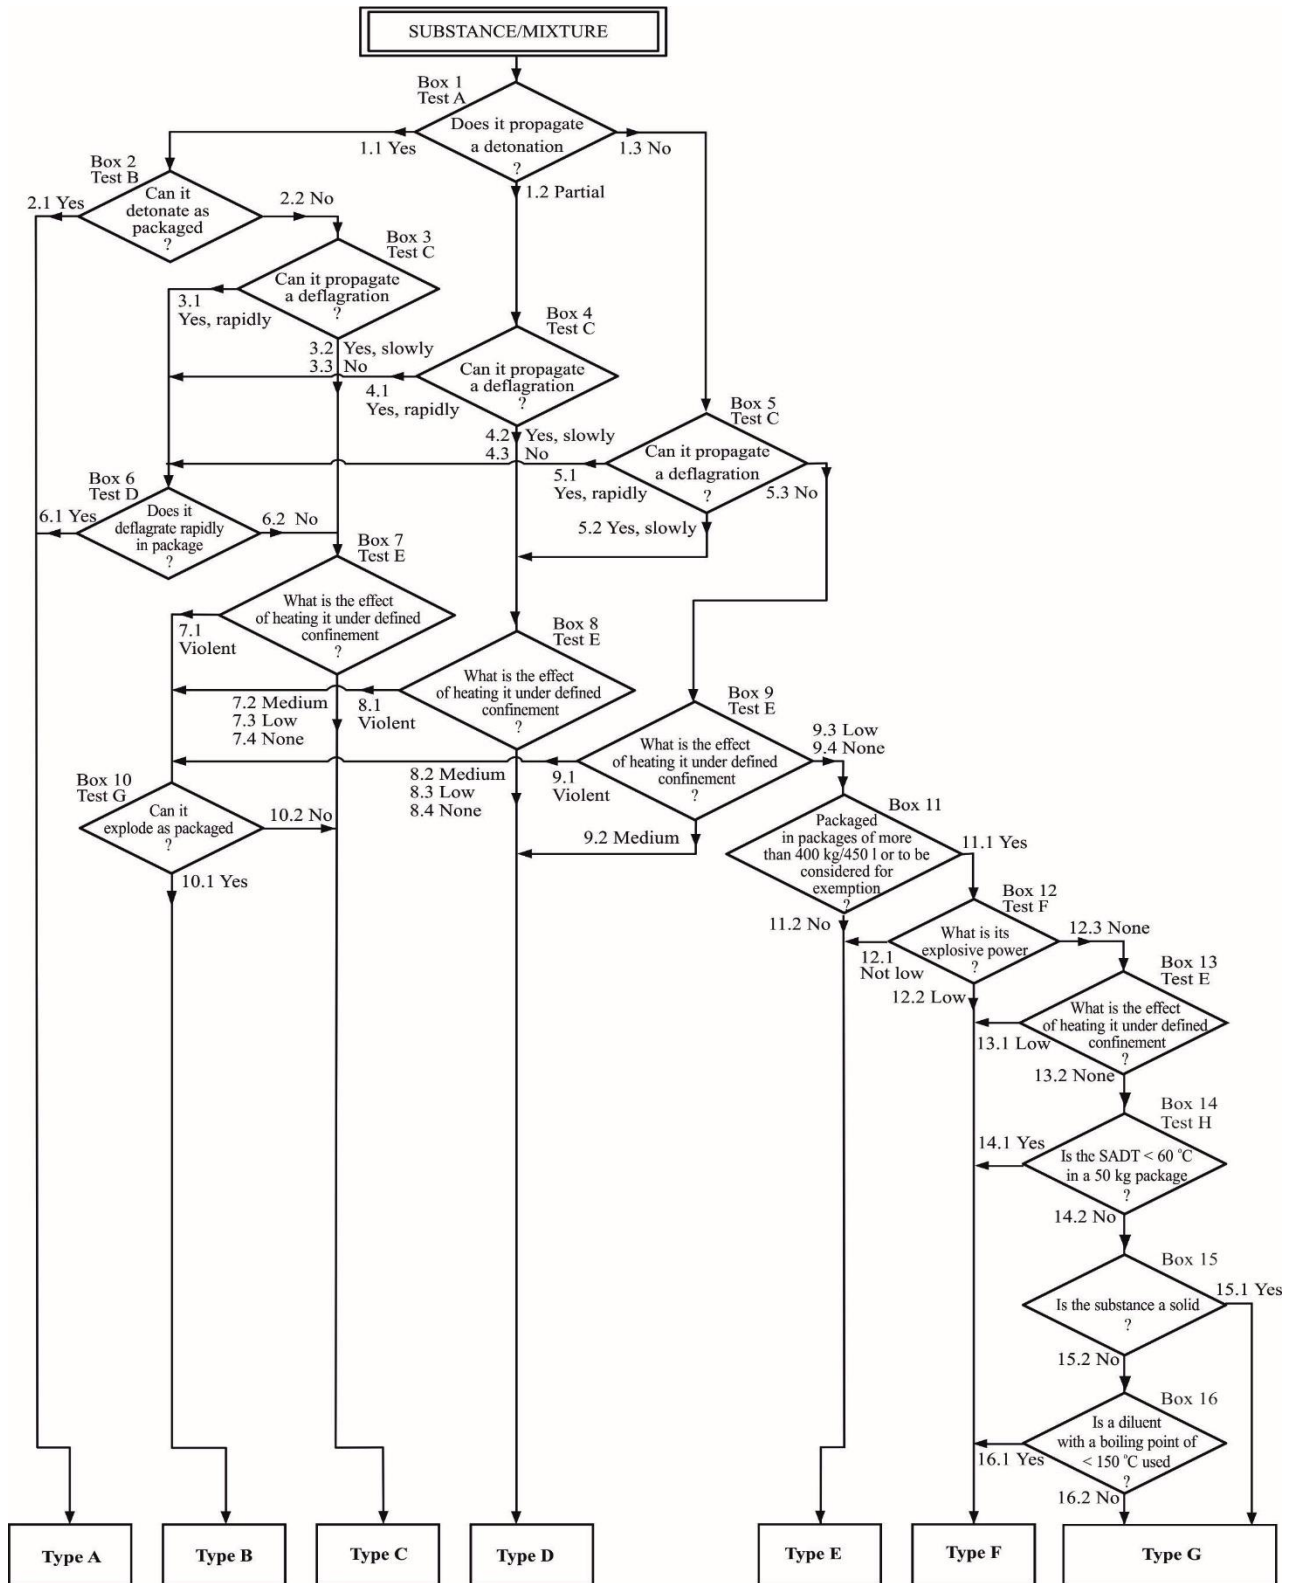 SUBSTANCE/MIXTURE
Box 1
Test A
Does it propagate
a detonation
?
1.1 Yes
1.3 No
1.2 Partial
Box 2
Test B
Can it
detonate as
packaged
?
2.1 Yes
2.2 No
Box 3
Test C
Can it propagate
a deflagration
?
3.1
Yes, rapidly
3.2 Yes, slowly
3.3 No
Box 4
Test C
Can it propagate
a deflagration
?
4.1
Yes, rapidly
4.2 Yes, slowly
4.3 No
Box 5
Test C
Can it propagate
a deflagration
?
5.1
Yes, rapidly
5.3 No
5.2 Yes, slowly
Box 6
Test D
Does it
deflagrate rapidly
in package
?
6.1 Yes
6.2 No
Box 7
Test E
What is the effect
of heating it under defined
confinement
?
7.1
Violent
7.2 Medium
7.3 Low
7.4 None
Box 8
Test E
What is the effect
of heating it under defined
confinement
?
8.1
Violent
8.2 Medium
8.3 Low
8.4 None
Box 9
Test E
What is the effect
of heating it under defined
confinement
?
9.1
Violent
9.2 Medium
9.3 Low
9.4 None
Box 10
Test G
Can it
explode as packaged
?
10.2 No
10.1 Yes
Box 11
Packaged
in packages of more
than 400 kg/450 l or to be
considered for
exemption
?
11.1 Yes
11.2 No
Box 12
Test F
What is its
explosive power
?
12.1
Not low
12.3 None
12.2 Low
Box 13
Test E
What is the effect
of heating it under defined
confinement
?
13.1 Low
13.2 None
Box 14
Test H
Is the SADT < 60 °C
in a 50 kg package
?
14.1 Yes
14.2 No
Box 15
Is the substance a solid
?
15.1 Yes
15.2 No
Box 16
Is a diluent
with a boiling point of
< 150 °C used
?
16.1 Yes
16.2 No
Type A
Type B
Type C
Type D
Type E
Type F
Type G